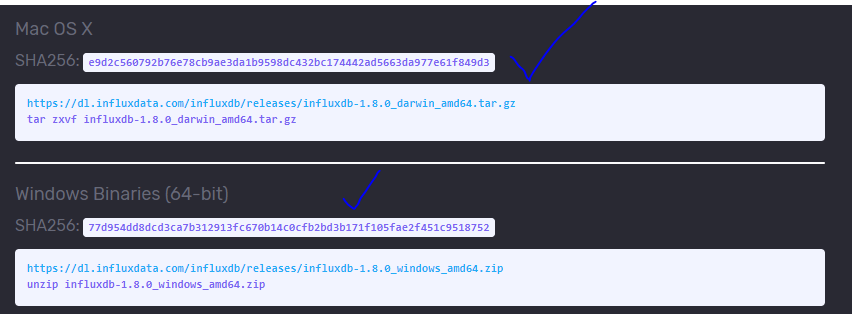 Mac OS X
SHA256: e9d2c560792b76e78cb9ae3da1b9598dc432bc174442ad5663da977e61f849d3
https://dl.influxdata.com/influxdb/releases/influxdb-1.8.0_darwin_amd64.tar.gz
tar zxvf influxdb-1.8.0_darwin_amd64.tar.gz
Windows Binaries (64-bit)
SHA256: 77d954dd8dcd3ca7b312913fc670b14c0cfb2bd3b171f105fae2f451c9518752
https://dl.influxdata.com/influxdb/releases/influxdb-1.8.0_windows_amd64.zip
unzip influxdb-1.8.0_windows_amd64.zip